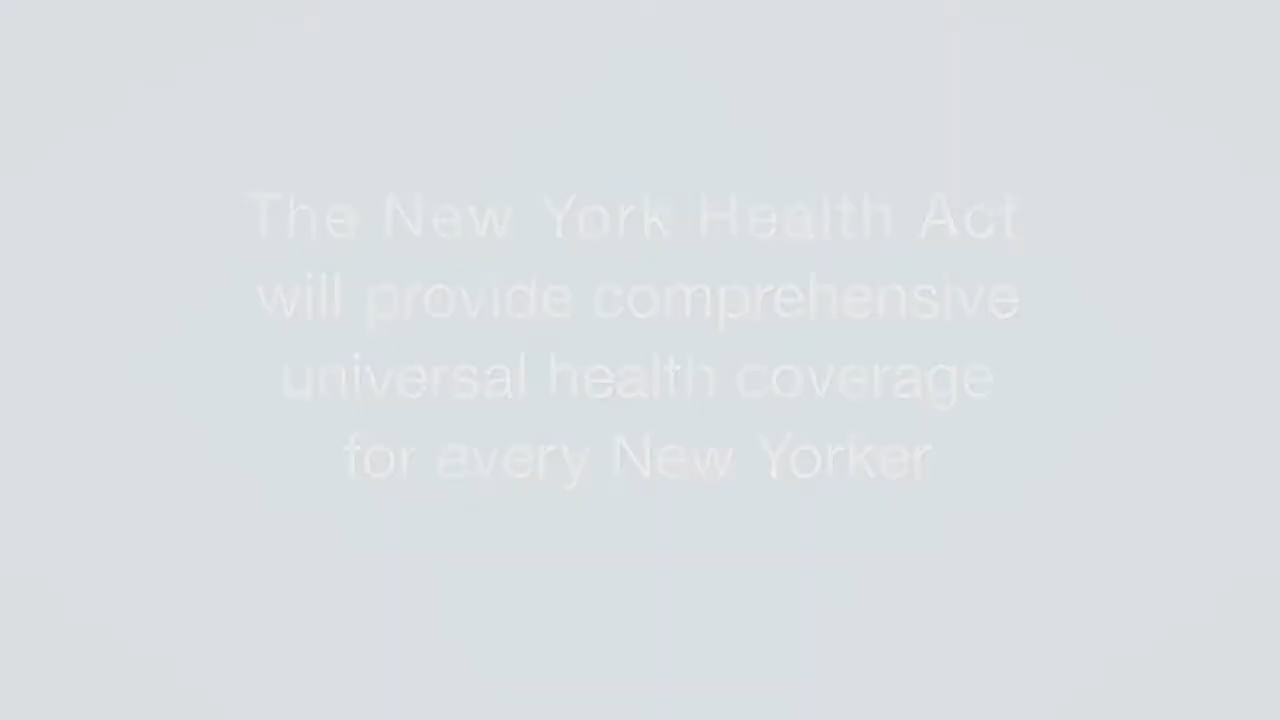 The New York Health Act
will provide comprehensive
universal health coverage
for every New Yorker